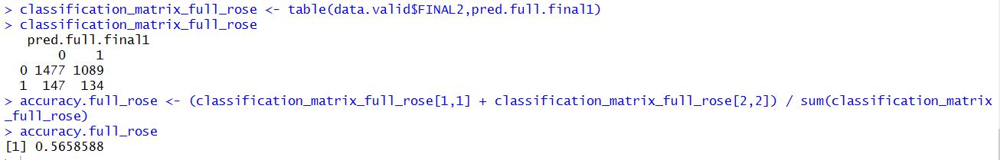 > classification_matrix_full_rose <- table(data.valid$FINAL2,pred.full.final1)
> classification_matrix_full_rose
   pred.full.final1
       0    1
  0 1477 1089
  1  147  134
> accuracy.full_rose <- (classification_matrix_full_rose[1,1] + classification_matrix_full_rose[2,2]) / sum(classification_matrix
_full_rose)
> accuracy.full_rose
[1] 0.5658588
>